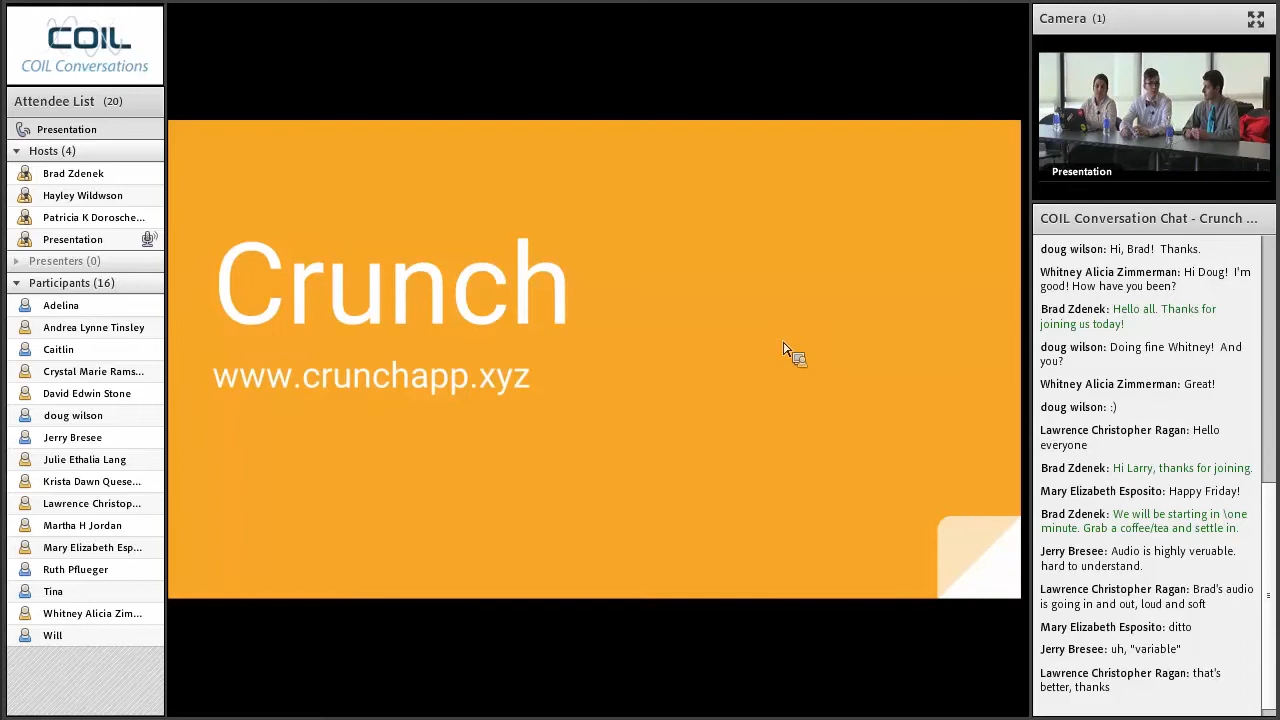 COIL
COIL Conversations
Attendee List (20)
Presentation
Hosts (4)
Brad Zdenek
Hayley Wildwson
Patricia K Dorosche...
Presentation
Presenters (0)
Participants (16)
Adelina
Andrea Lynne Tinsley
Caitlin
Crystal Marie Rams...
David Edwin Stone
doug wilson
Jerry Bresee
Julie Ethalia Lang
Krista Dawn Quese...
Lawrence Christop...
Martha H Jordan
Mary Elizabeth Esp...
Ruth Pflueger
Tina
Whitney Alicia Zim...
Will
Crunch
www.crunchapp.xyz
Camera (1)
Presentation
COIL Conversation Chat - Crunch ...
doug wilson: Hi, Brad! Thanks.
Whitney Alicia Zimmerman: Hi Doug! I'm
good! How have you been?
Brad Zdenek: Hello all. Thanks for
joining us today!
doug wilson: Doing fine Whitney! And
you?
Whitney Alicia Zimmerman: Great!
doug wilson: :)
Lawrence Christopher Ragan: Hello
everyone
Brad Zdenek: Hi Larry, thanks for joining.
Mary Elizabeth Esposito: Happy Friday!
Brad Zdenek: We will be starting in \one
minute. Grab a coffee/tea and settle in.
Jerry Bresee: Audio is highly veruable.
hard to understand.
Lawrence Christopher Ragan: Brad's audio
is going in and out, loud and soft
Mary Elizabeth Esposito: ditto
Jerry Bresee: uh, "variable"
Lawrence Christopher Ragan: that's
better, thanks